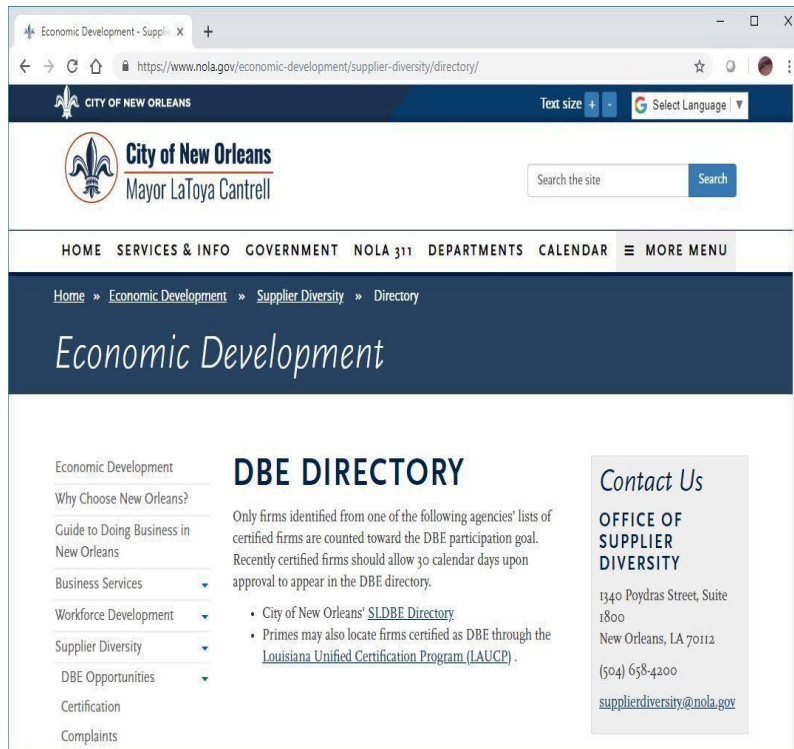 Economic Development - Supplie
https://www.nola.gov/economic-development/supplier-diversity/directory/
CITY OF NEW ORLEANS
Text size + -
Select Language
City of New Orleans
Mayor LaToya Cantrell
Search the site
Search
HOME SERVICES & INFO GOVERNMENT NOLA 311 DEPARTMENTS CALENDAR ≡ MORE MENU
Home » Economic Development » Supplier Diversity » Directory
Economic Development
Economic Development
Why Choose New Orleans?
Guide to Doing Business in
New Orleans
Business Services
Workforce Development
Supplier Diversity
DBE Opportunities
Certification
Complaints
DBE DIRECTORY
Only firms identified from one of the following agencies' lists of
certified firms are counted toward the DBE participation goal.
Recently certified firms should allow 30 calendar days upon
approval to appear in the DBE directory.
• City of New Orleans' SLDBE Directory
• Primes may also locate firms certified as DBE through the
Louisiana Unified Certification Program (LAUCP) .
Contact Us
OFFICE OF
SUPPLIER
DIVERSITY
1340 Poydras Street, Suite
1800
New Orleans, LA 70112
(504) 658-4200
supplierdiversity@nola.gov